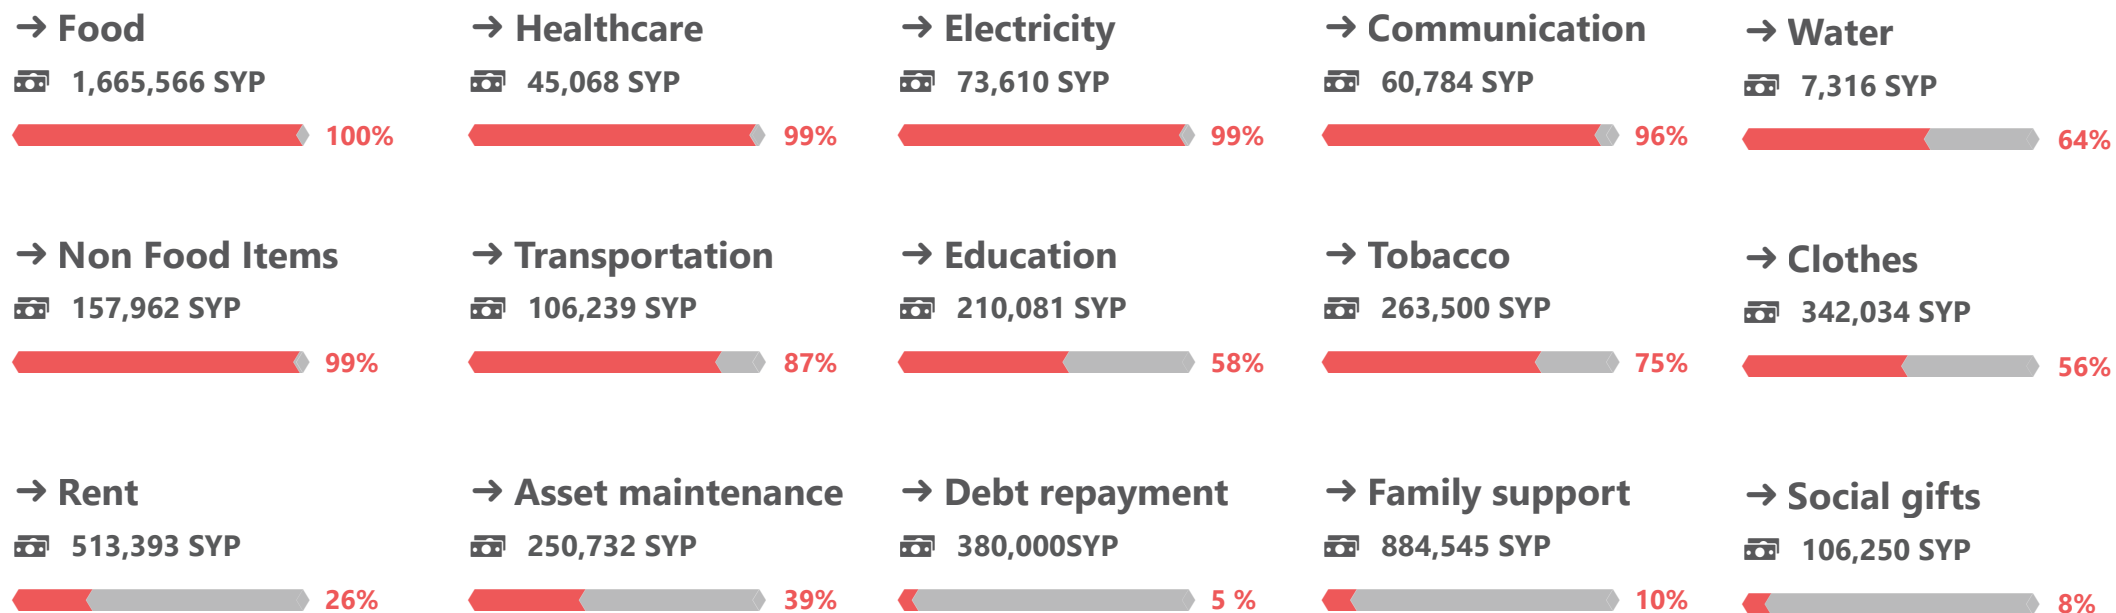 → Food
1,665,566 SYP
100%
→ Healthcare
45,068 SYP
99%
→ Electricity
73,610 SYP
99%
→ Communication
60,784 SYP
96%
→ Water
7,316 SYP
64%
→ Non Food Items
157,962 SYP
99%
→ Transportation
106,239 SYP
87%
→ Education
210,081 SYP
58%
→ Tobacco
263,500 SYP
75%
→ Clothes
342,034 SYP
56%
→ Rent
513,393 SYP
26%
→ Asset maintenance
250,732 SYP
39%
→ Debt repayment
380,000SYP
5 %
→ Family support
884,545 SYP
10%
→ Social gifts
106,250 SYP
8%